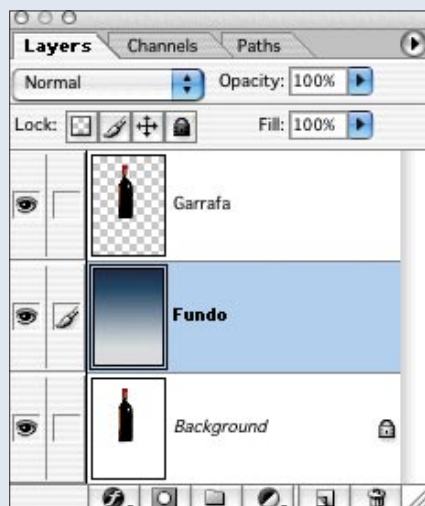 Layers Channels Paths
Normal Opacity: 100%
Lock: Fill: 100%
Garrafa
Fundo
Background